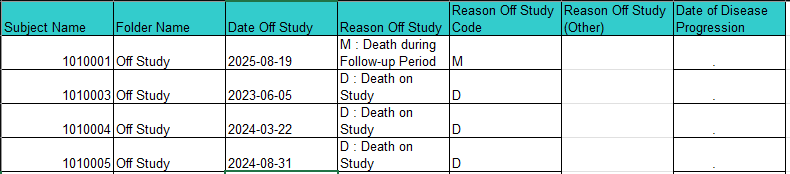 Subject Name Folder Name Date Off Study Reason Off Study Reason Off Study Code Reason Off Study (Other) Date of Disease Progression
1010001 Off Study 2025-08-19 M : Death during Follow-up Period M .
1010003 Off Study 2023-06-05 D : Death on Study D .
1010004 Off Study 2024-03-22 D : Death on Study D .
1010005 Off Study 2024-08-31 D : Death on Study D .